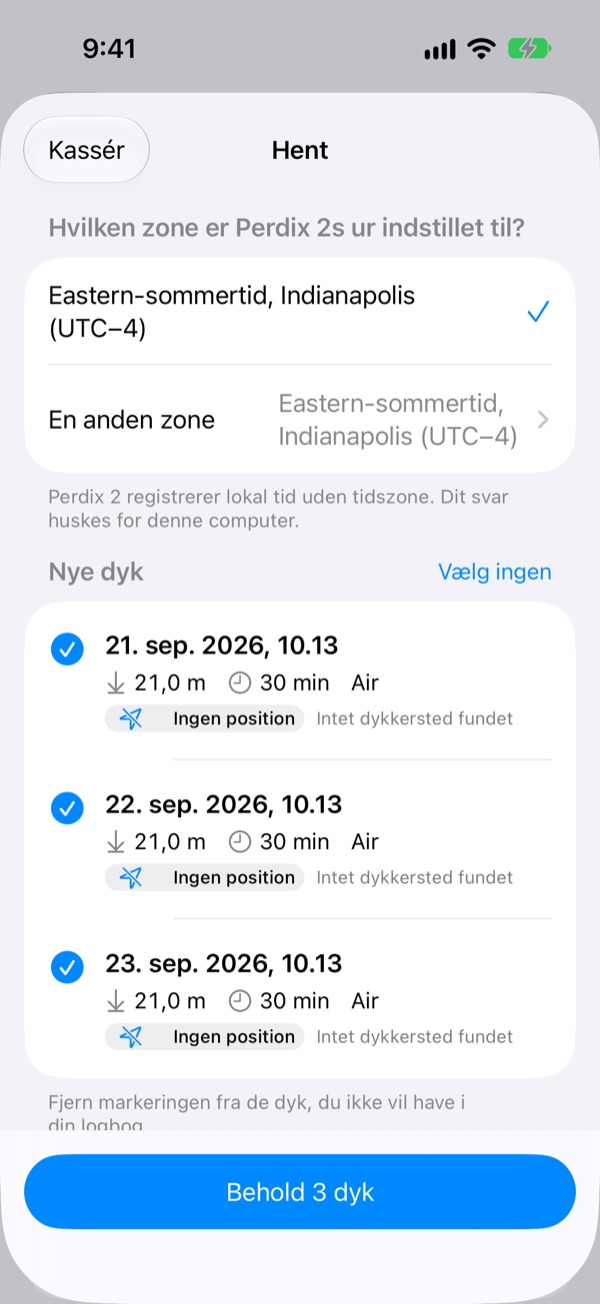 9:41
Kassér
Hent
Hvilken zone er Perdix 2s ur indstillet til?
Eastern-sommertid, Indianapolis
(UTC−4)
En anden zone
Eastern-sommertid,
Indianapolis (UTC−4)
Perdix 2 registrerer lokal tid uden tidszone. Dit svar
huskes for denne computer.
Nye dyk
Vælg ingen
21. sep. 2026, 10.13
21,0 m 30 min Air
Ingen position Intet dykkersted fundet
22. sep. 2026, 10.13
21,0 m 30 min Air
Ingen position Intet dykkersted fundet
23. sep. 2026, 10.13
21,0 m 30 min Air
Ingen position Intet dykkersted fundet
Fjern markeringen fra de dyk, du ikke vil have i
din logbog
Behold 3 dyk